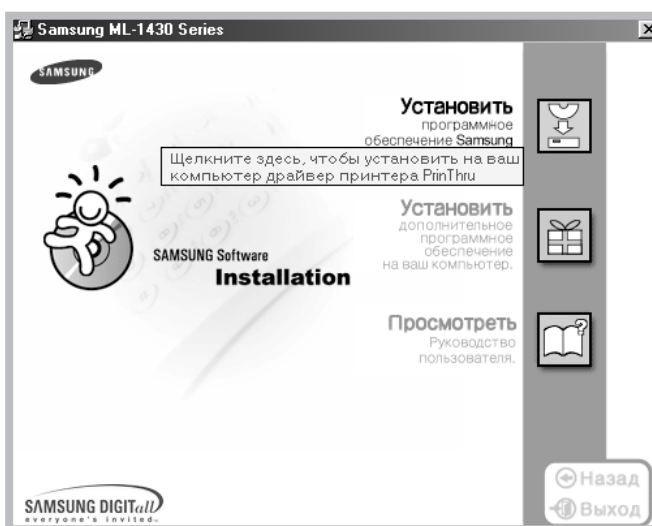 Samsung ML-1430 Series
SAMSUNG
Установить
программное
обеспечение Samsung
Щелкните здесь, чтобы установить на ваш
компьютер драйвер принтера PrinThru
Установить
дополнительное
программное
обеспечение
на ваш компьютер.
SAMSUNG Software
Installation
Просмотреть
Руководство
пользователя.
Назад
Выход
SAMSUNG DIGITall
everyone's invited™